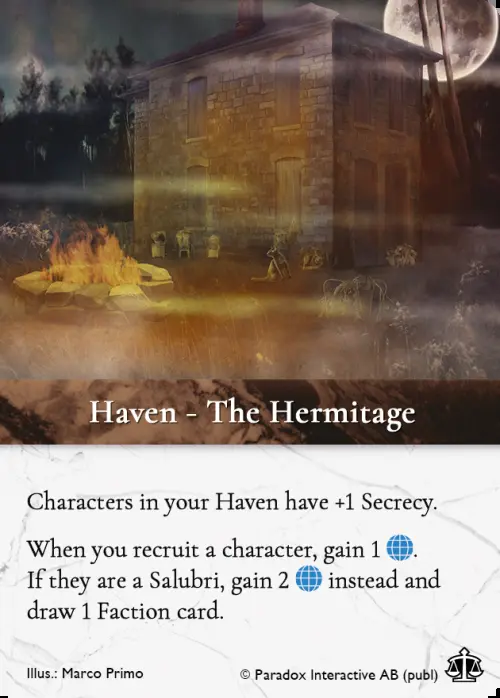 Haven - The Hermitage
Characters in your Haven have +1 Secrecy.
When you recruit a character, gain 1 .
If they are a Salubri, gain 2 instead and
draw 1 Faction card.
Illus.: Marco Primo
© Paradox Interactive AB (publ)